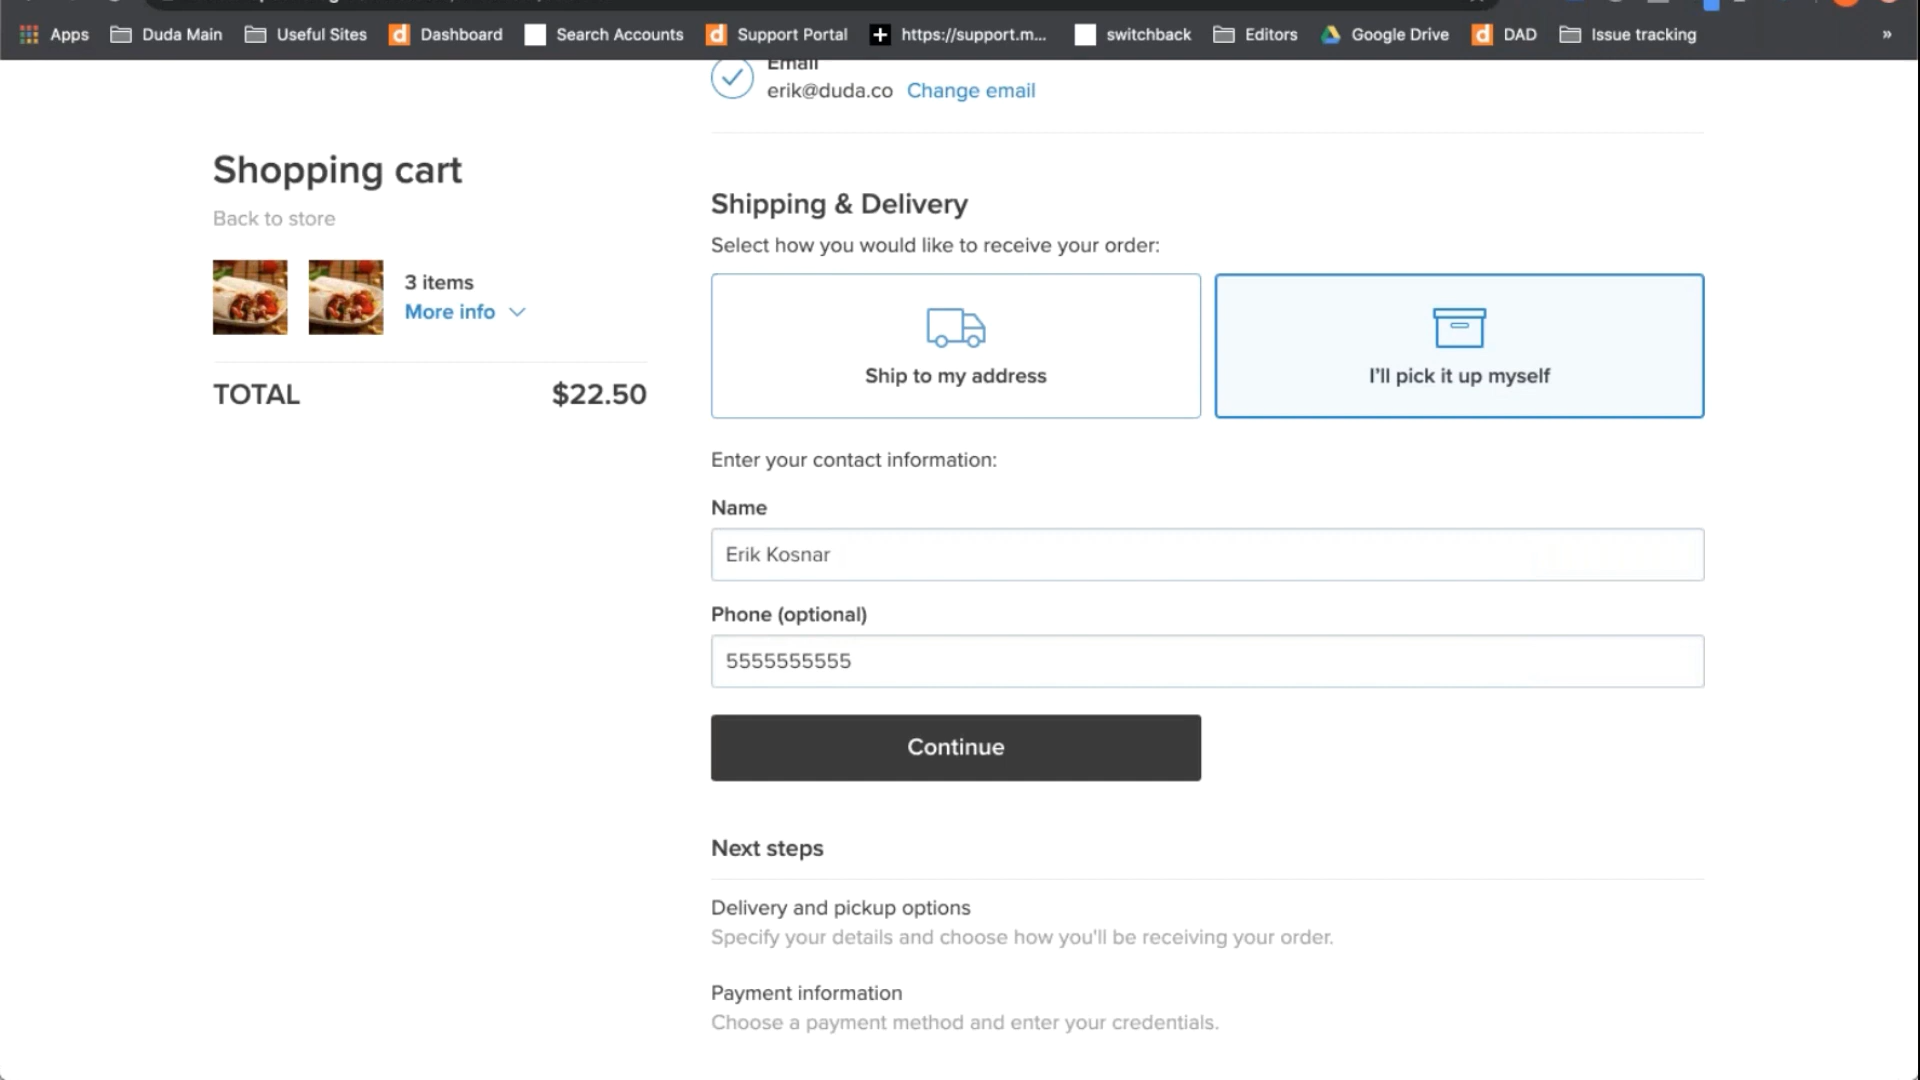 Apps Duda Main Useful Sites Dashboard Search Accounts Support Portal https://support.m... switchback Editors Google Drive DAD Issue tracking »
Email
erik@duda.co Change email
Shopping cart
Back to store
3 items
More info
TOTAL $22.50
Shipping & Delivery
Select how you would like to receive your order:
Ship to my address
I'll pick it up myself
Enter your contact information:
Name
Erik Kosnar
Phone (optional)
5555555555
Continue
Next steps
Delivery and pickup options
Specify your details and choose how you'll be receiving your order.
Payment information
Choose a payment method and enter your credentials.